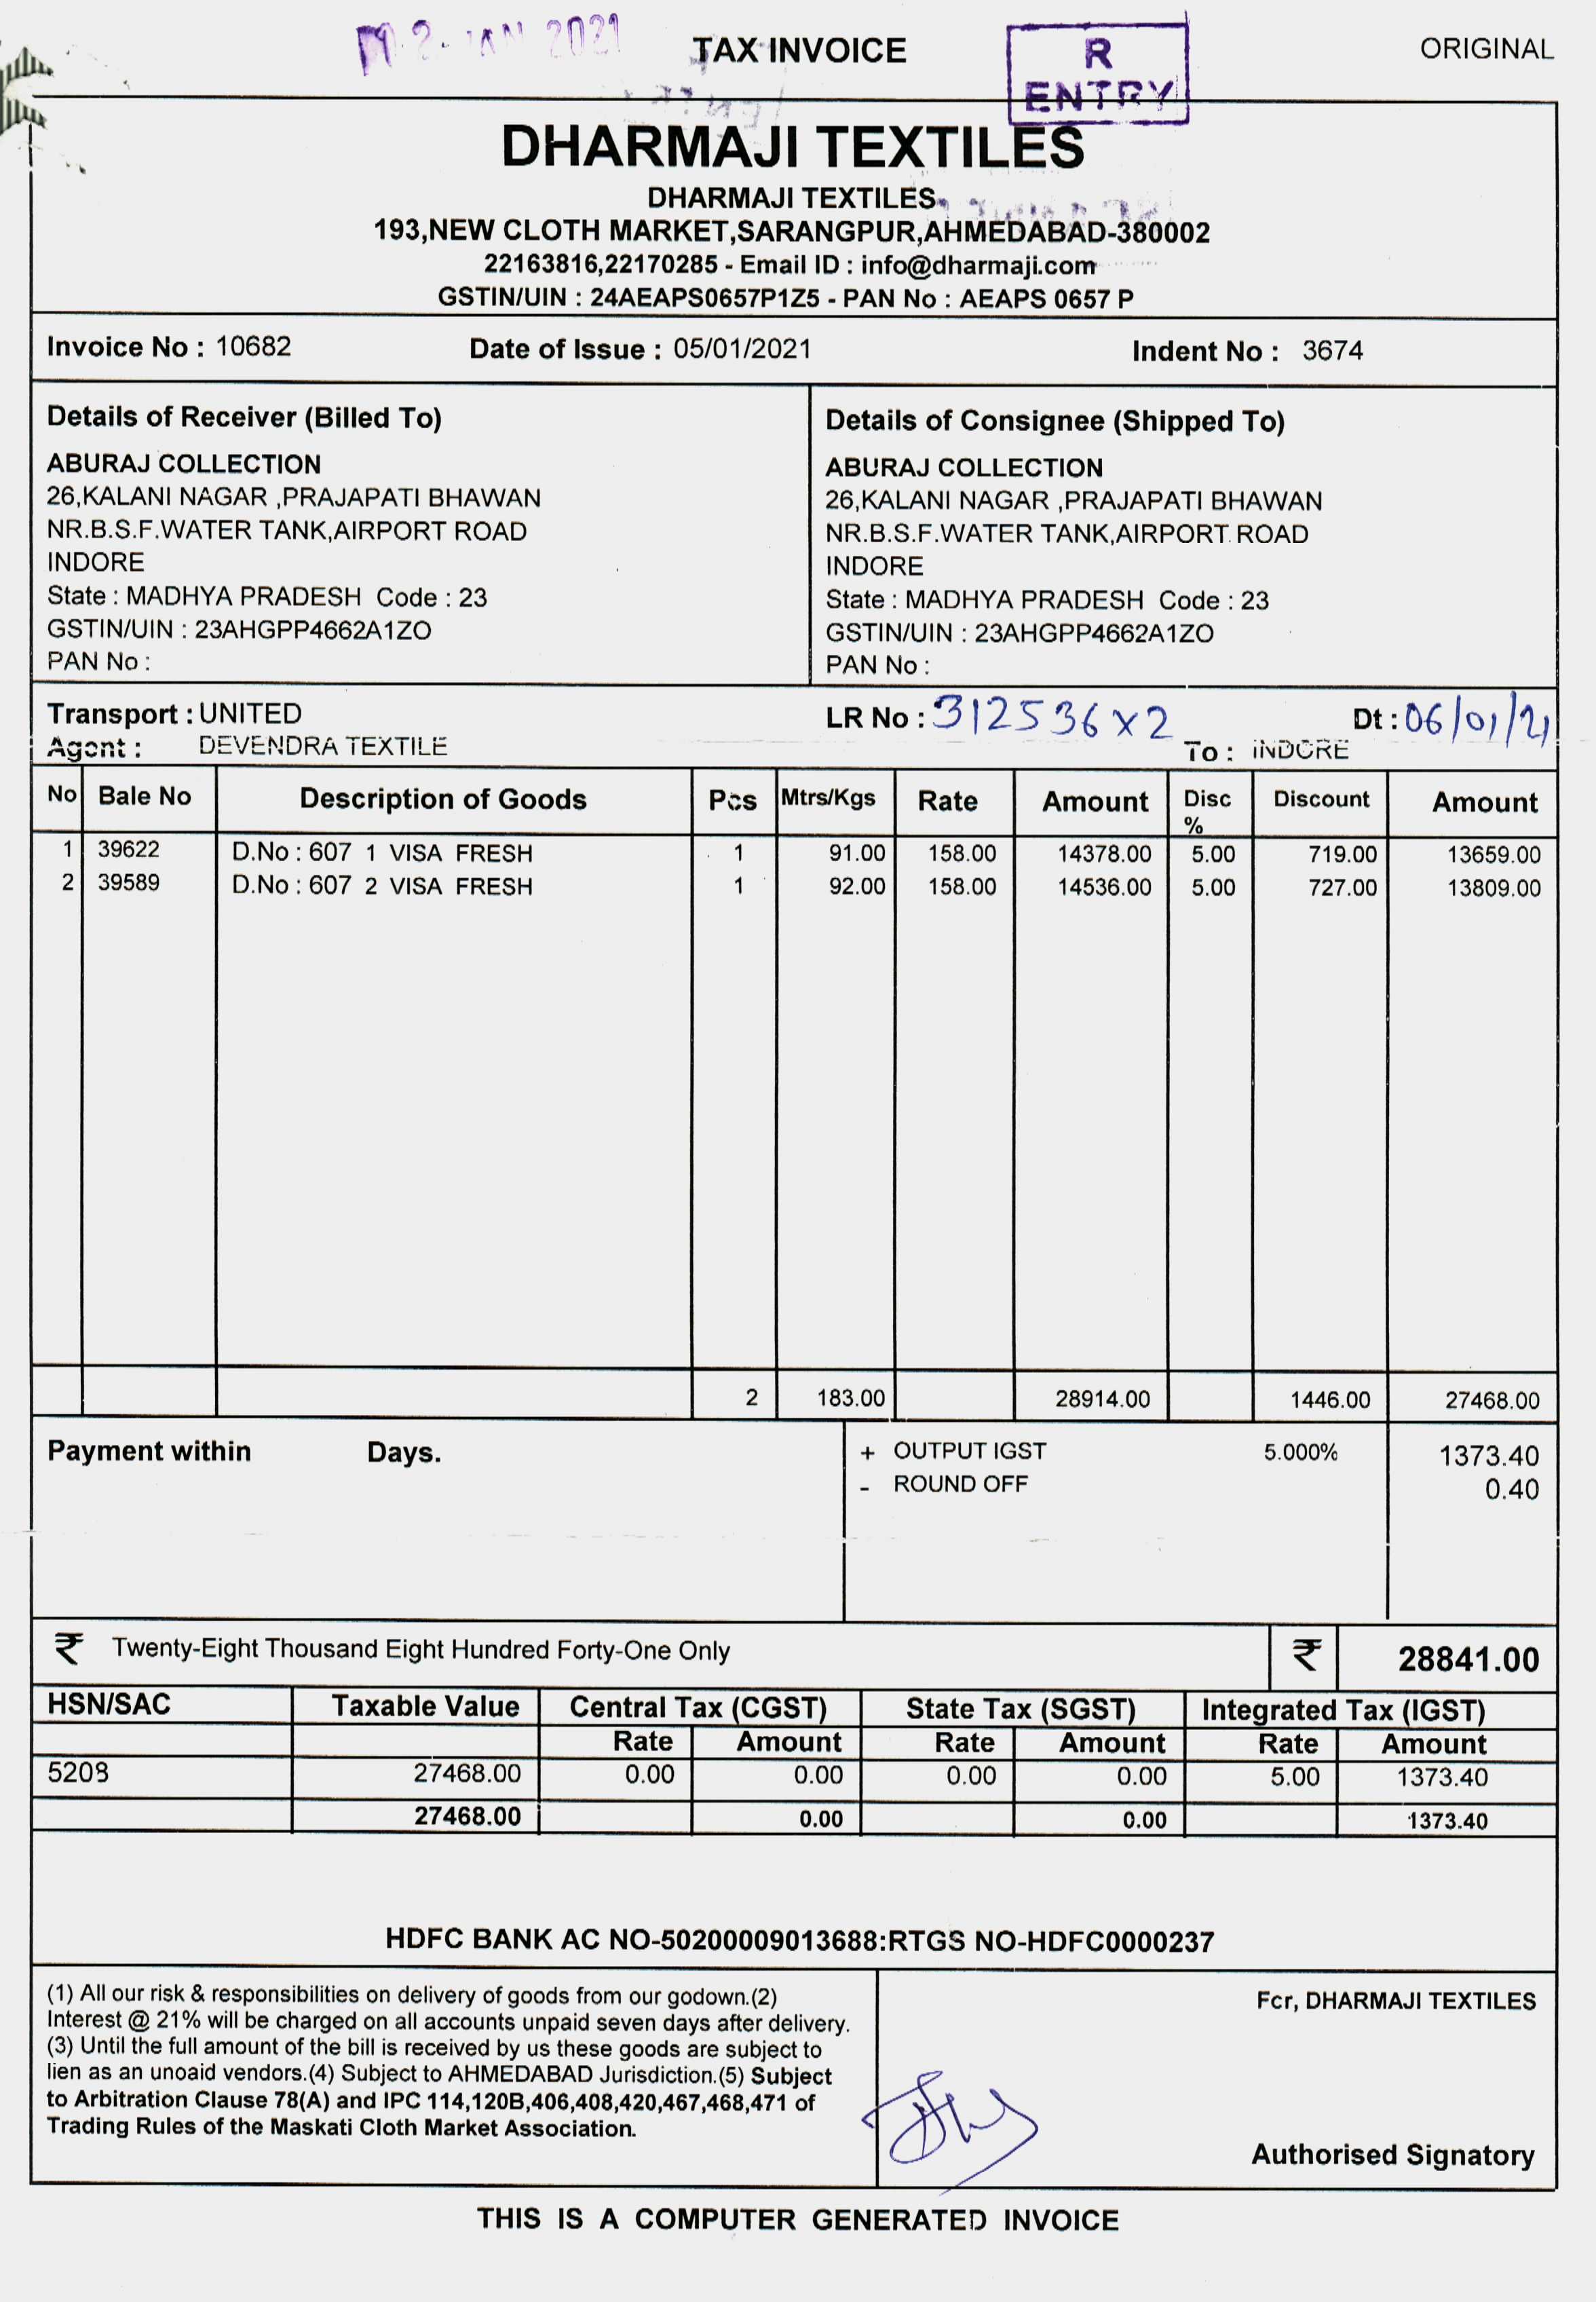 2 JAN 2021
TAX INVOICE
R
ENTRY
ORIGINAL
DHARMAJI TEXTILES
DHARMAJI TEXTILES
193,NEW CLOTH MARKET,SARANGPUR,AHMEDABAD-380002
22163816,22170285 - Email ID : info@dharmaji.com
GSTIN/UIN : 24AEAPS0657P1Z5 - PAN No : AEAPS 0657 P
Invoice No : 10682 Date of Issue : 05/01/2021 Indent No : 3674
Details of Receiver (Billed To)
ABURAJ COLLECTION
26,KALANI NAGAR ,PRAJAPATI BHAWAN
NR.B.S.F.WATER TANK,AIRPORT ROAD
INDORE
State : MADHYA PRADESH Code : 23
GSTIN/UIN : 23AHGPP4662A1ZO
PAN No :
Details of Consignee (Shipped To)
ABURAJ COLLECTION
26,KALANI NAGAR ,PRAJAPATI BHAWAN
NR.B.S.F.WATER TANK,AIRPORT ROAD
INDORE
State : MADHYA PRADESH Code : 23
GSTIN/UIN : 23AHGPP4662A1ZO
PAN No :
Transport : UNITED LR No : 312536x2 Dt : 06/01/21
Agent : DEVENDRA TEXTILE To : INDORE
No Bale No Description of Goods Pcs Mtrs/Kgs Rate Amount Disc % Discount Amount
1 39622 D.No : 607 1 VISA FRESH 1 91.00 158.00 14378.00 5.00 719.00 13659.00
2 39589 D.No : 607 2 VISA FRESH 1 92.00 158.00 14536.00 5.00 727.00 13809.00
2 183.00 28914.00 1446.00 27468.00
Payment within Days.
+ OUTPUT IGST 5.000% 1373.40
- ROUND OFF 0.40
₹ Twenty-Eight Thousand Eight Hundred Forty-One Only ₹ 28841.00
HSN/SAC Taxable Value Central Tax (CGST) State Tax (SGST) Integrated Tax (IGST)
Rate Amount Rate Amount Rate Amount
5208 27468.00 0.00 0.00 0.00 0.00 5.00 1373.40
27468.00 0.00 0.00 1373.40
HDFC BANK AC NO-50200009013688:RTGS NO-HDFC0000237
(1) All our risk & responsibilities on delivery of goods from our godown.(2)
Interest @ 21% will be charged on all accounts unpaid seven days after delivery.
(3) Until the full amount of the bill is received by us these goods are subject to
lien as an unoaid vendors.(4) Subject to AHMEDABAD Jurisdiction.(5) Subject
to Arbitration Clause 78(A) and IPC 114,120B,406,408,420,467,468,471 of
Trading Rules of the Maskati Cloth Market Association.
For, DHARMAJI TEXTILES
Authorised Signatory
THIS IS A COMPUTER GENERATED INVOICE